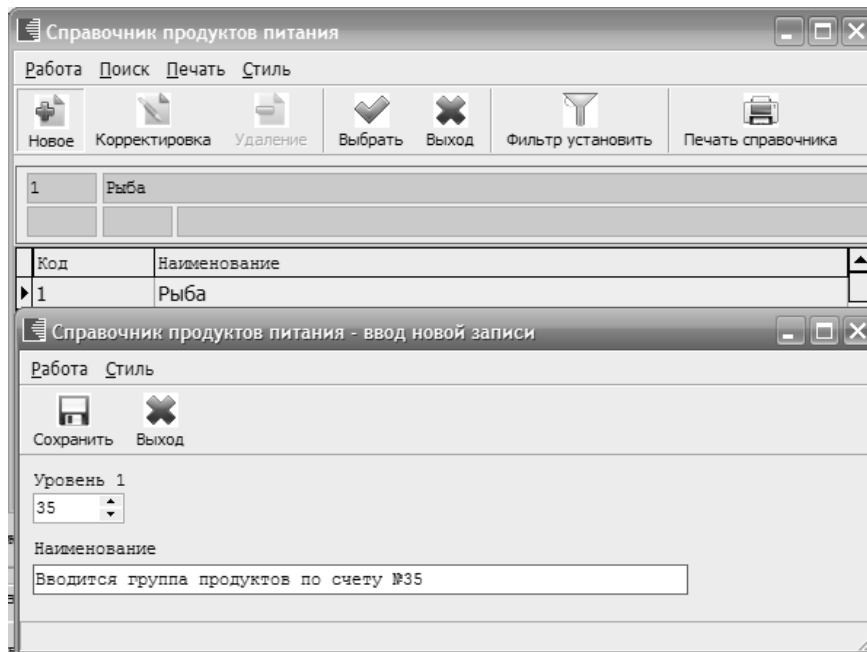 Справочник продуктов питания
Работа Поиск Печать Стиль
Новое Корректировка Удаление Выбрать Выход Фильтр установить Печать справочника
1 Рыба
Код Наименование
1 Рыба
Справочник продуктов питания - ввод новой записи
Работа Стиль
Сохранить Выход
Уровень 1
35
Наименование
Вводится группа продуктов по счету №35